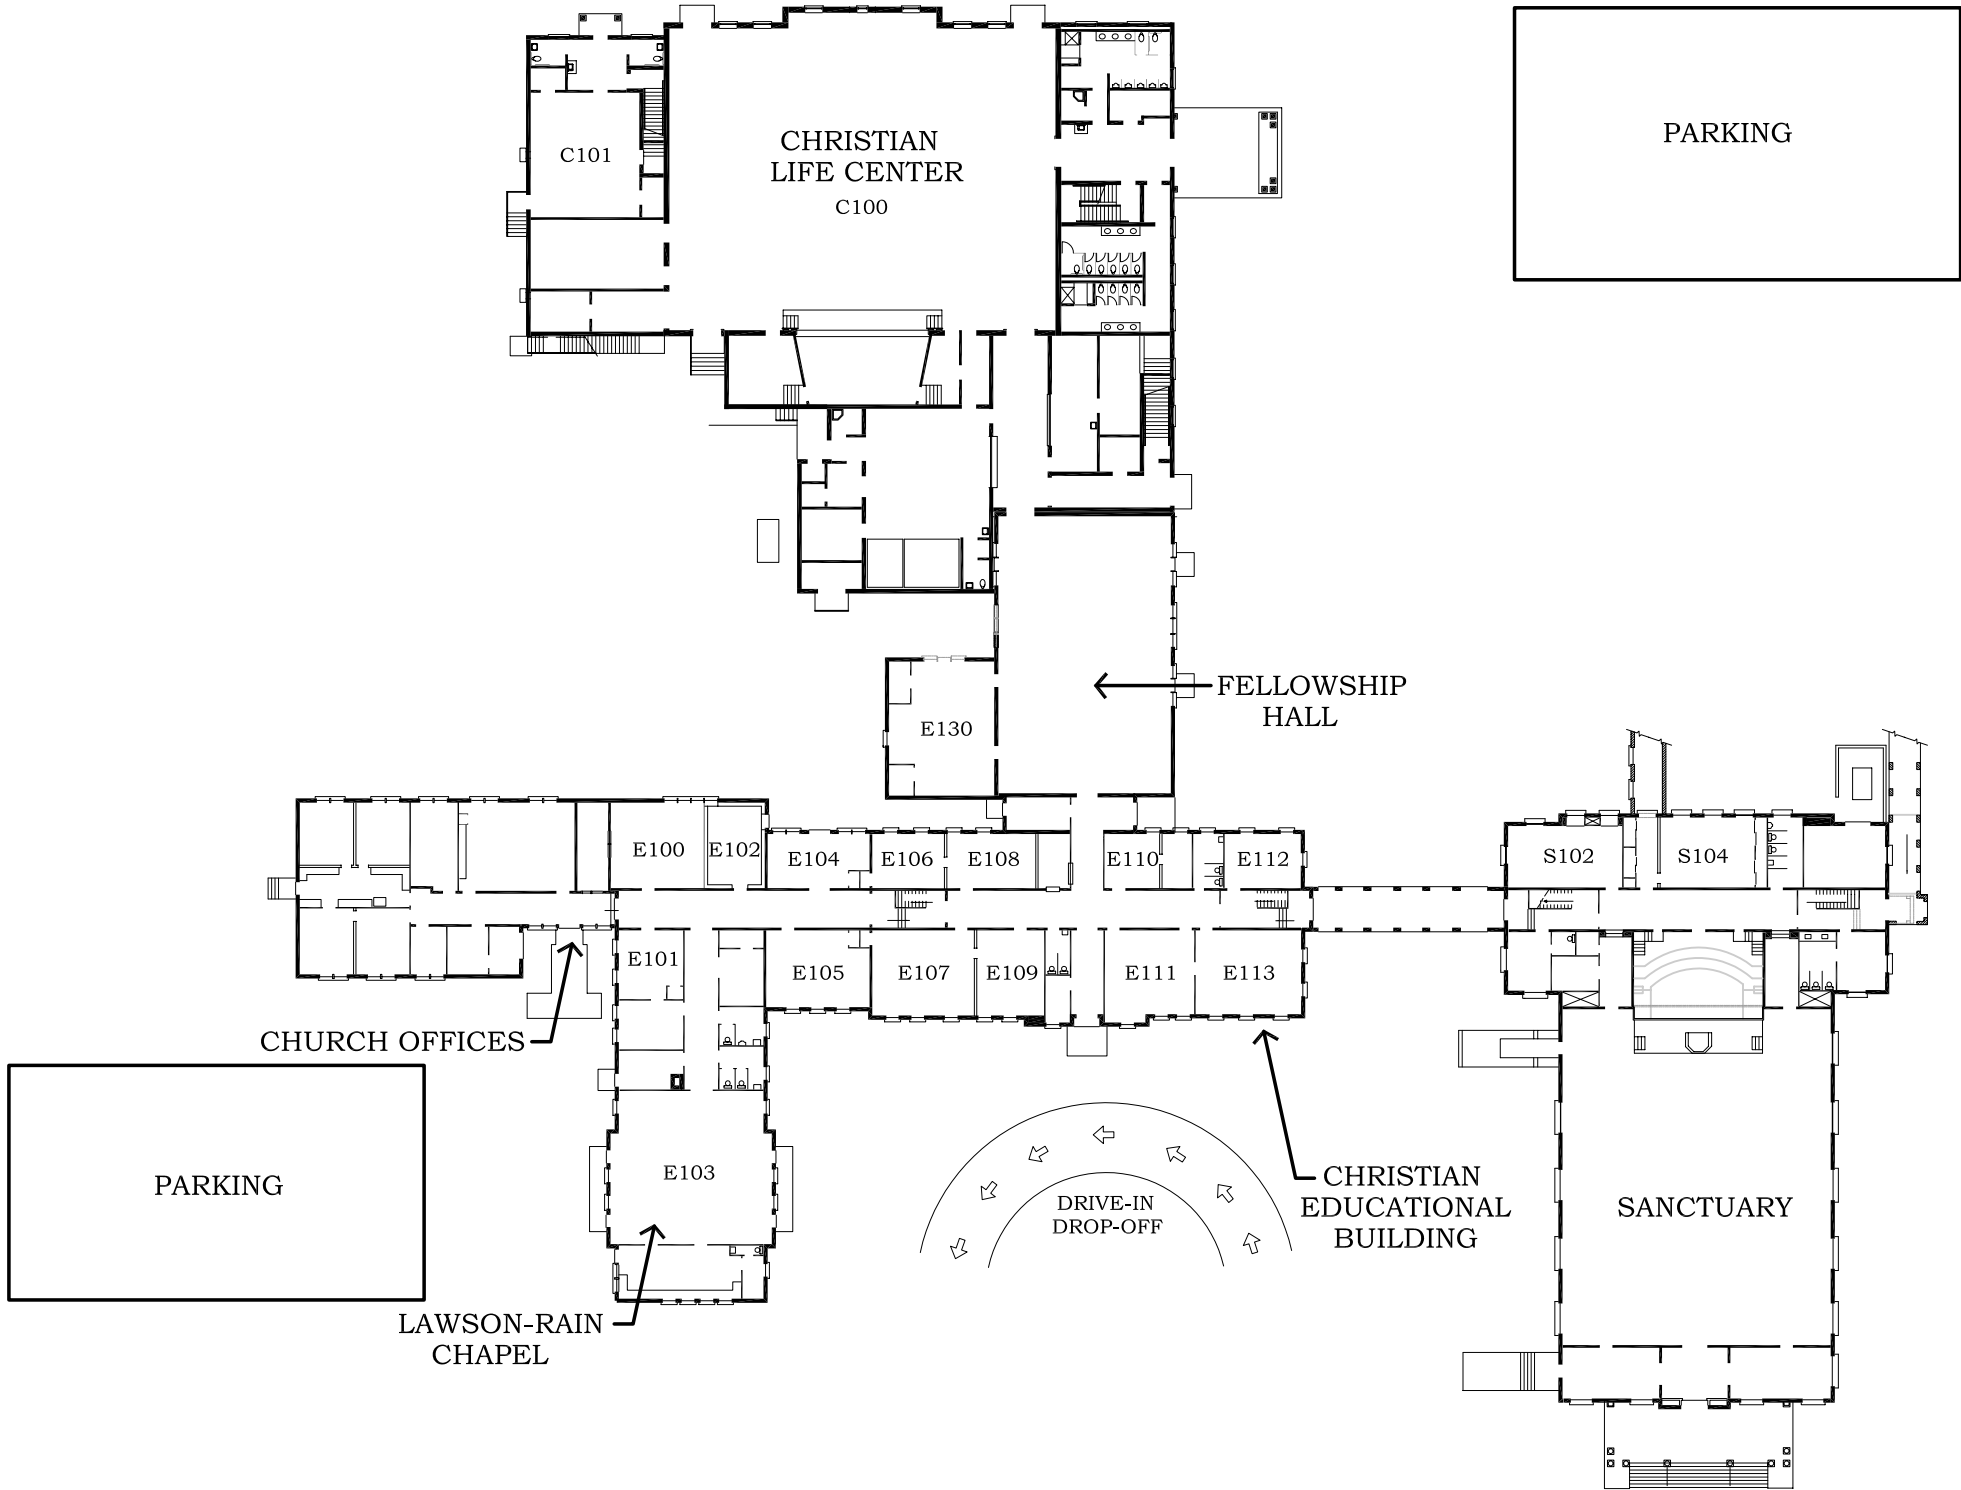 CHRISTIAN
LIFE CENTER
C100
C101
PARKING
FELLOWSHIP
HALL
E130
E100
E102
E104
E106
E108
E110
E112
S102
S104
E101
E105
E107
E109
E111
E113
CHURCH OFFICES
PARKING
E103
DRIVE-IN
DROP-OFF
CHRISTIAN
EDUCATIONAL
BUILDING
SANCTUARY
LAWSON-RAIN
CHAPEL